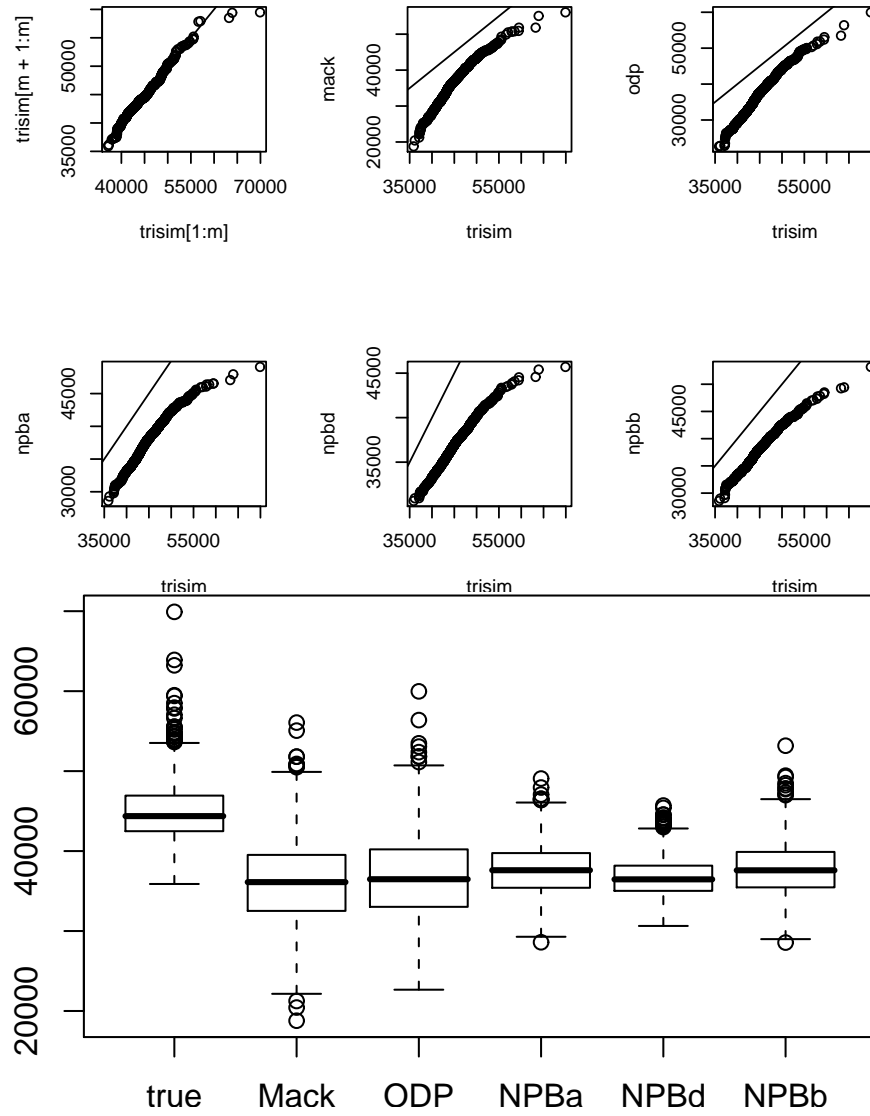 trisim[m + 1:m]
35000 50000
40000 55000 70000
trisim[1:m]
mack
20000 40000
35000 55000
trisim
odp
30000 50000
35000 55000
trisim
npba
30000 45000
35000 55000
trisim
npbd
35000 45000
35000 55000
trisim
npbb
30000 45000
35000 55000
trisim
20000 40000 60000
true Mack ODP NPBa NPBd NPBb